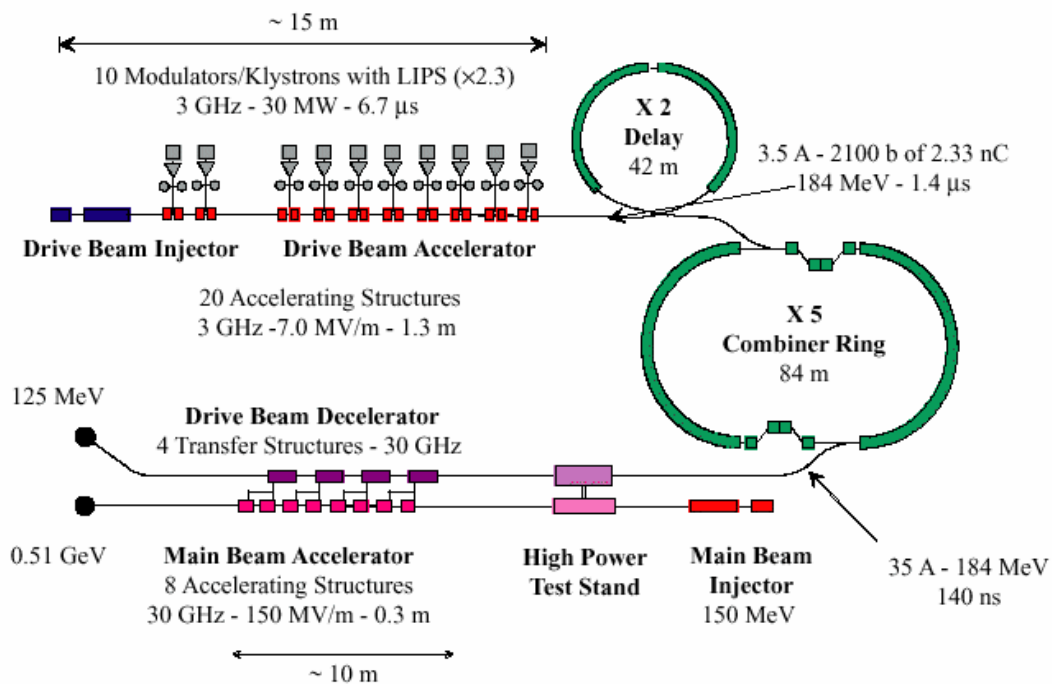 ~ 15 m
10 Modulators/Klystrons with LIPS (×2.3)
3 GHz - 30 MW - 6.7 µs
X 2
Delay
42 m
3.5 A - 2100 b of 2.33 nC
184 MeV - 1.4 µs
Drive Beam Injector
Drive Beam Accelerator
20 Accelerating Structures
3 GHz -7.0 MV/m - 1.3 m
X 5
Combiner Ring
84 m
125 MeV
Drive Beam Decelerator
4 Transfer Structures - 30 GHz
0.51 GeV
Main Beam Accelerator
8 Accelerating Structures
30 GHz - 150 MV/m - 0.3 m
High Power
Test Stand
Main Beam
Injector
150 MeV
35 A - 184 MeV
140 ns
~ 10 m